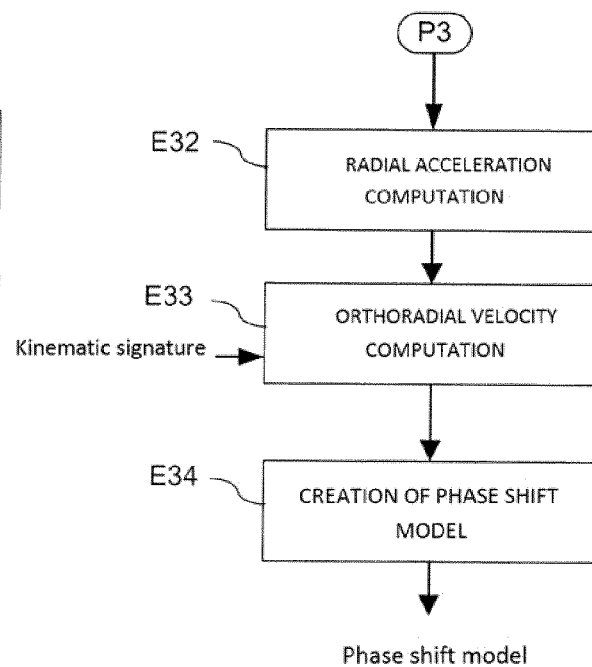 P3
E32
RADIAL ACCELERATION
COMPUTATION
E33
ORTHORADIAL VELOCITY
COMPUTATION
Kinematic signature
E34
CREATION OF PHASE SHIFT
MODEL
Phase shift model